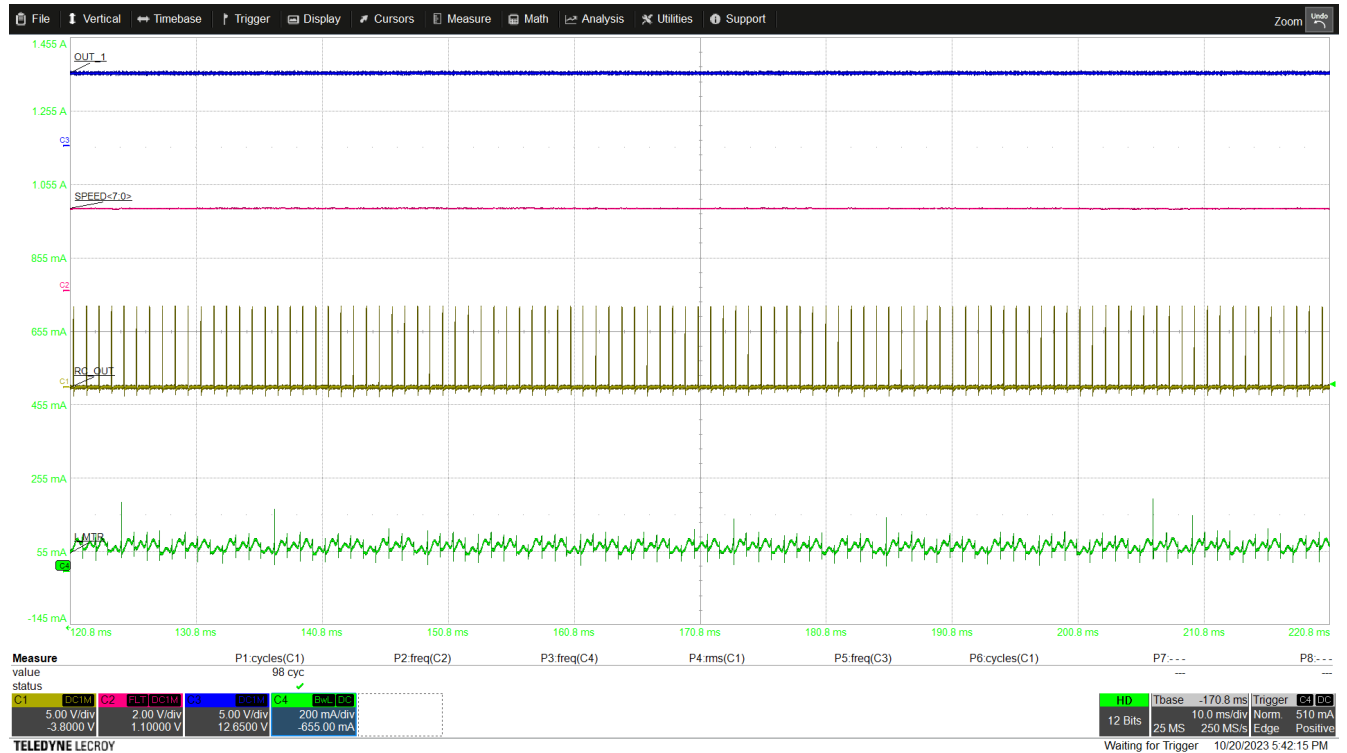 File Vertical Timebase Trigger Display Cursors Measure Math Analysis Utilities Support Zoom Undo
1.455 A
OUT_1
1.255 A
C3
1.055 A
SPEED<7:0>
855 mA
C2
655 mA
RC_OUT
C1
455 mA
255 mA
I_MTR
55 mA
C4
-145 mA
120.8 ms 130.8 ms 140.8 ms 150.8 ms 160.8 ms 170.8 ms 180.8 ms 190.8 ms 200.8 ms 210.8 ms 220.8 ms
Measure P1:cycles(C1) P2:freq(C2) P3:freq(C4) P4:rms(C1) P5:freq(C3) P6:cycles(C1) P7:--- P8:---
value 98 cyc --- ---
status
C1 DC1M C2 FLT DC1M C3 DC1M C4 BwL DC HD Tbase -170.8 ms Trigger C4 DC
5.00 V/div 2.00 V/div 5.00 V/div 200 mA/div 12 Bits 10.0 ms/div Norm. 510 mA
-3.8000 V 1.10000 V 12.6500 V -655.00 mA 25 MS 250 MS/s Edge Positive
TELEDYNE LECROY Waiting for Trigger 10/20/2023 5:42:15 PM